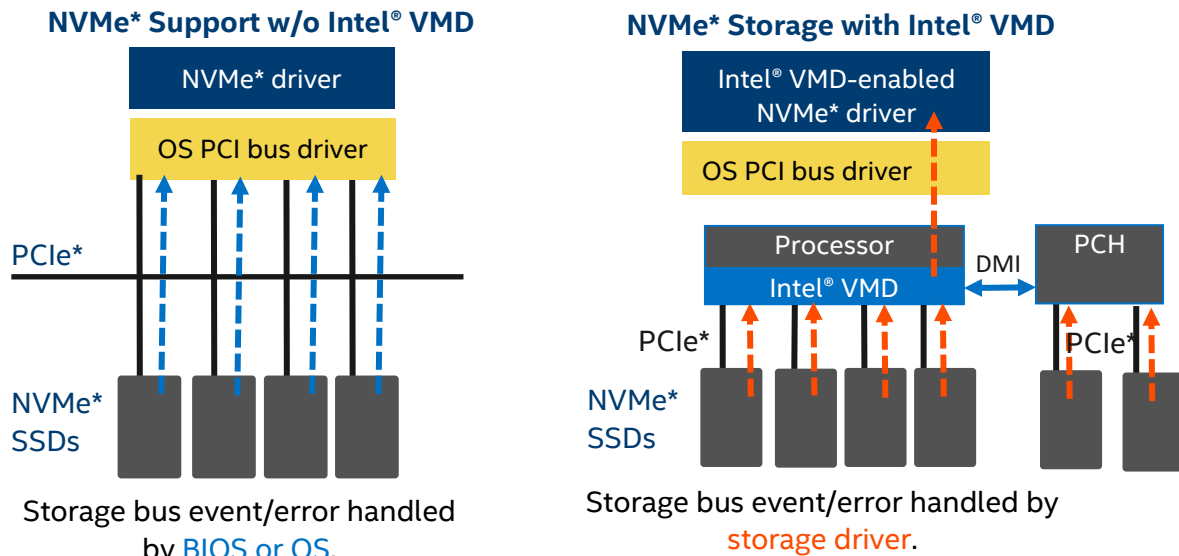 NVMe* Support w/o Intel® VMD
NVMe* driver
OS PCI bus driver
PCIe*
NVMe*
SSDs
Storage bus event/error handled
by BIOS or OS.
NVMe* Storage with Intel® VMD
Intel® VMD-enabled
NVMe* driver
OS PCI bus driver
Processor
Intel® VMD
DMI
PCH
PCIe*
PCIe*
NVMe*
SSDs
Storage bus event/error handled by
storage driver.